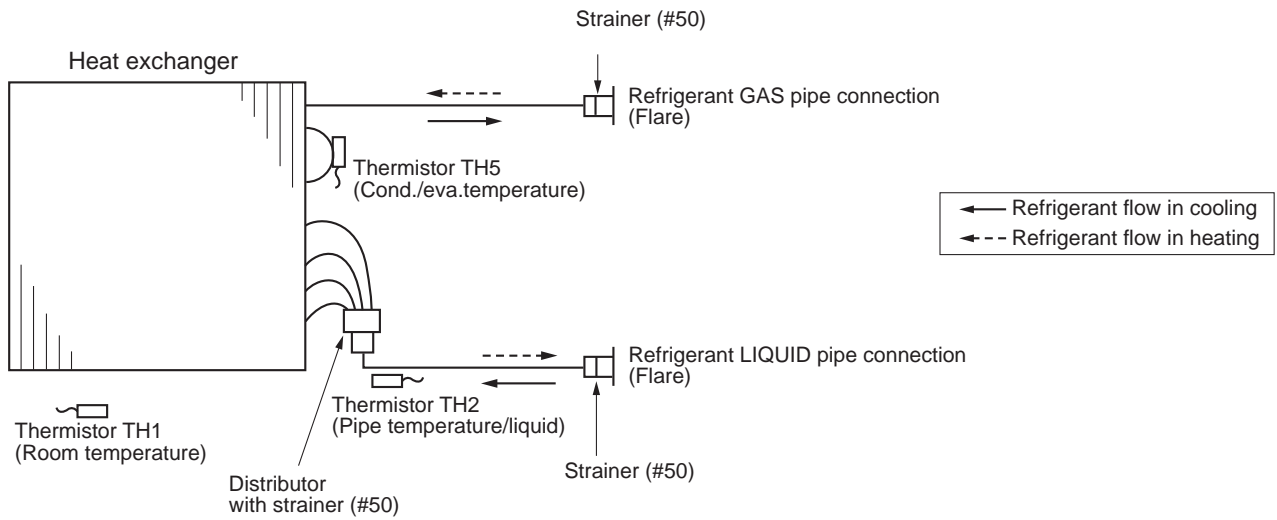 Strainer (#50)
Heat exchanger
Refrigerant GAS pipe connection
(Flare)
Thermistor TH5
(Cond./eva.temperature)
Refrigerant flow in cooling
Refrigerant flow in heating
Refrigerant LIQUID pipe connection
(Flare)
Thermistor TH2
(Pipe temperature/liquid)
Thermistor TH1
(Room temperature)
Strainer (#50)
Distributor
with strainer (#50)